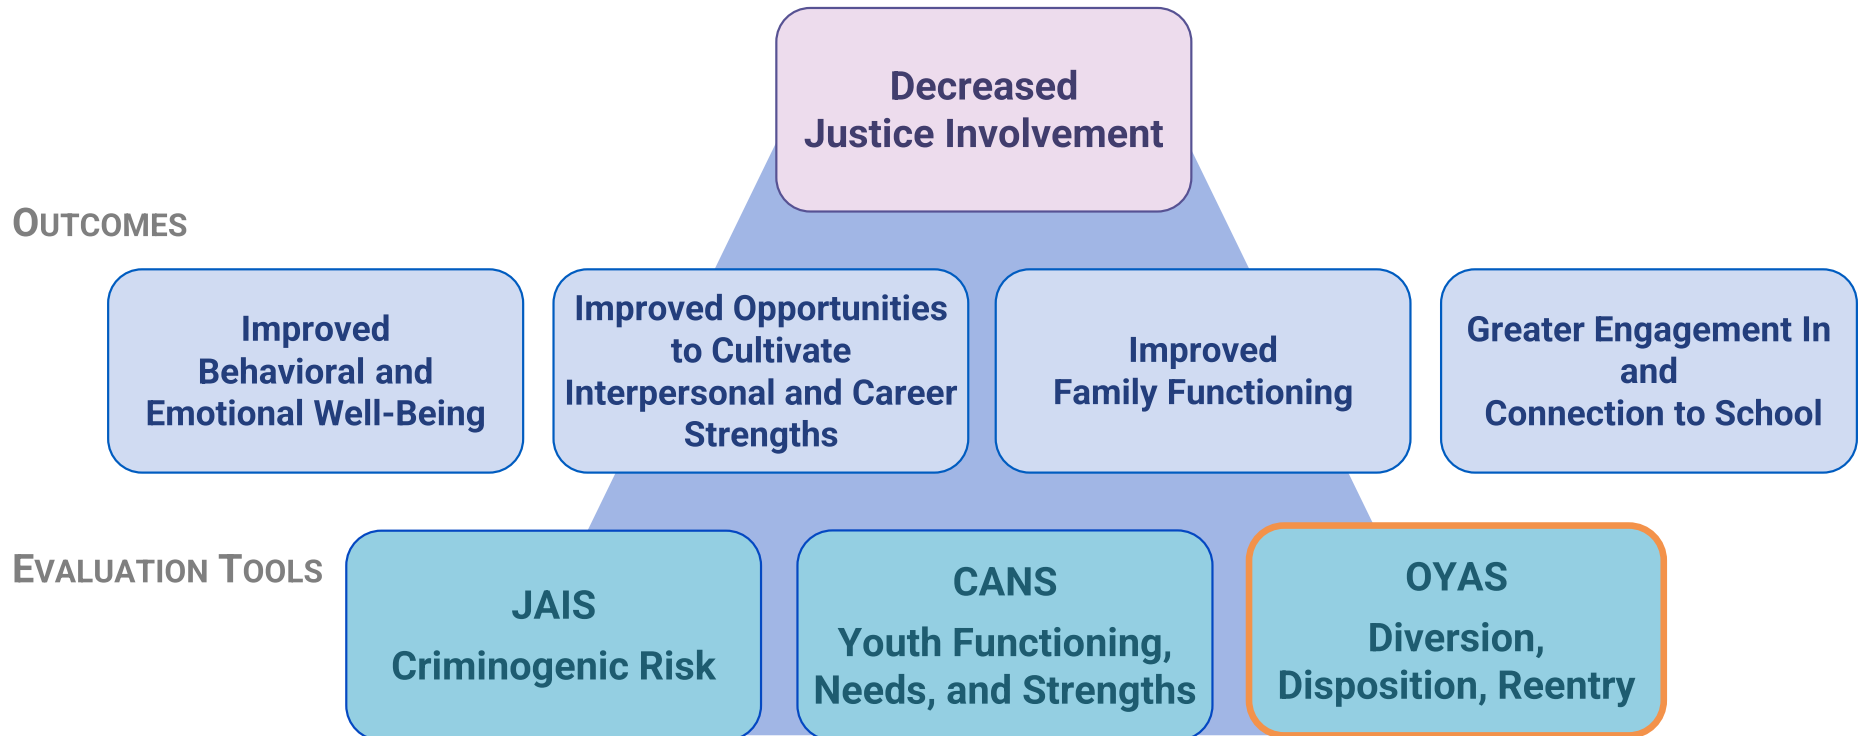 Decreased
Justice Involvement
OUTCOMES
Improved
Behavioral and
Emotional Well-Being
Improved Opportunities
to Cultivate
Interpersonal and Career
Strengths
Improved
Family Functioning
Greater Engagement In
and
Connection to School
EVALUATION TOOLS
JAIS
Criminogenic Risk
CANS
Youth Functioning,
Needs, and Strengths
OYAS
Diversion,
Disposition, Reentry